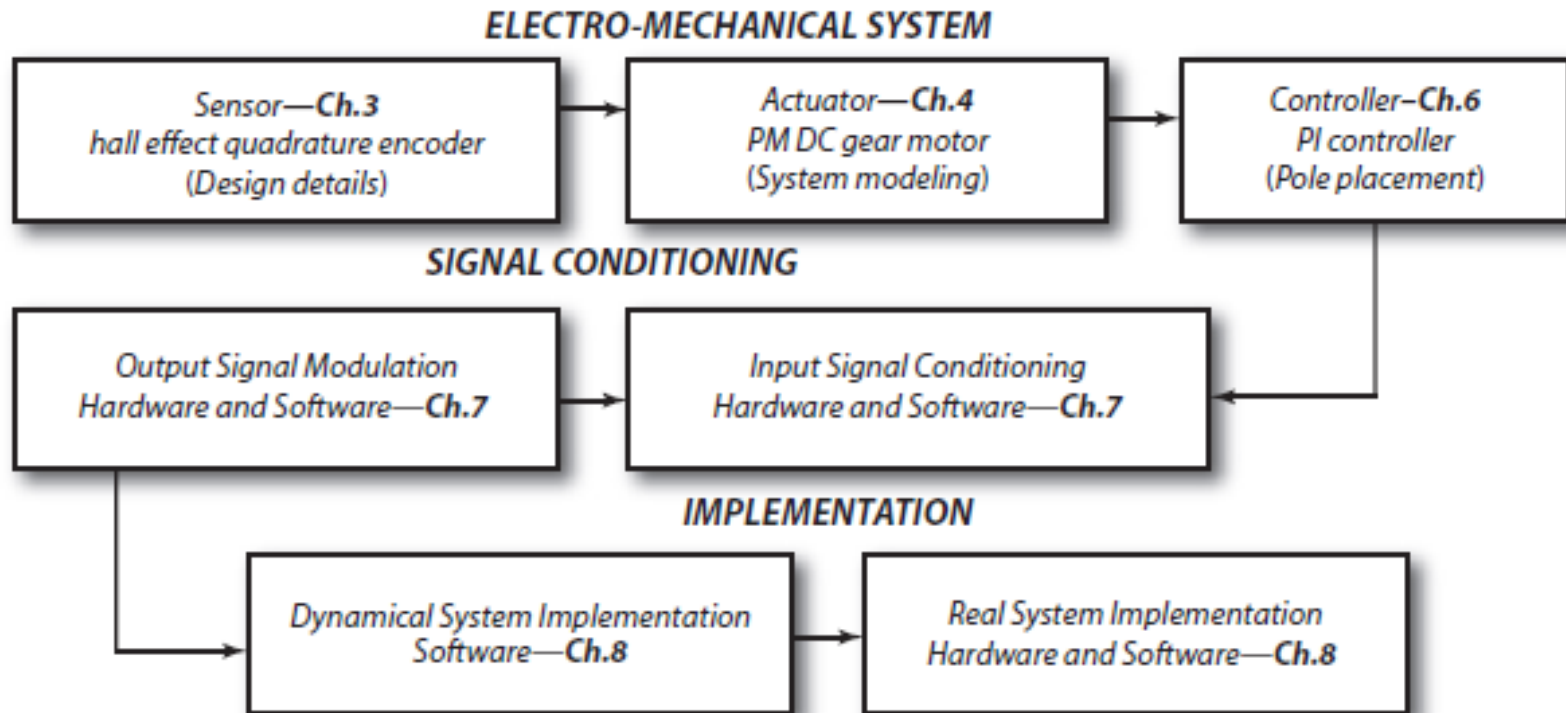 ELECTRO-MECHANICAL SYSTEM
Sensor—Ch.3
hall effect quadrature encoder
(Design details)
Actuator—Ch.4
PM DC gear motor
(System modeling)
Controller–Ch.6
PI controller
(Pole placement)
SIGNAL CONDITIONING
Output Signal Modulation
Hardware and Software—Ch.7
Input Signal Conditioning
Hardware and Software—Ch.7
IMPLEMENTATION
Dynamical System Implementation
Software—Ch.8
Real System Implementation
Hardware and Software—Ch.8